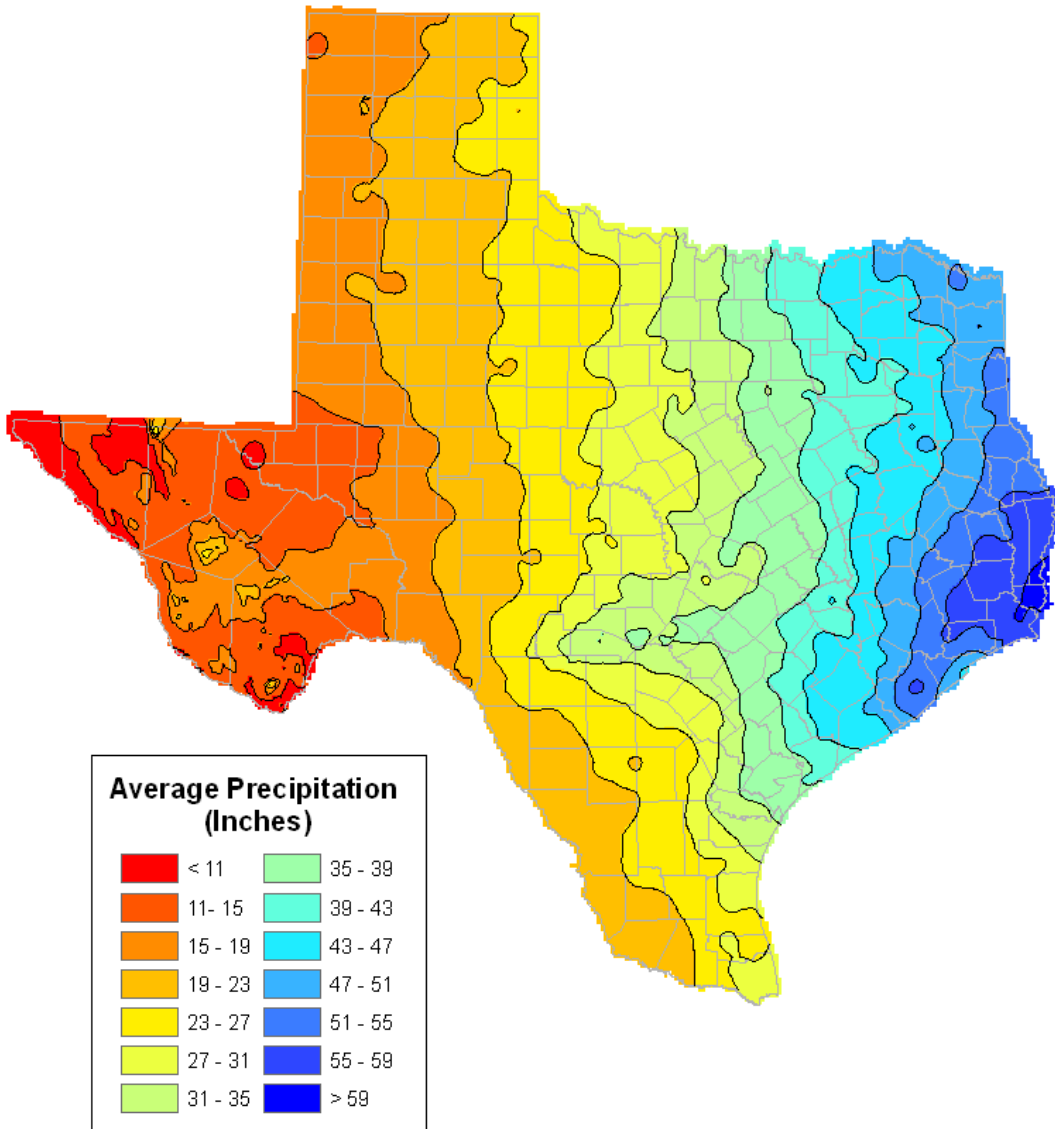 Average Precipitation
(Inches)
< 11
11- 15
15 - 19
19 - 23
23 - 27
27 - 31
31 - 35
35 - 39
39 - 43
43 - 47
47 - 51
51 - 55
55 - 59
> 59